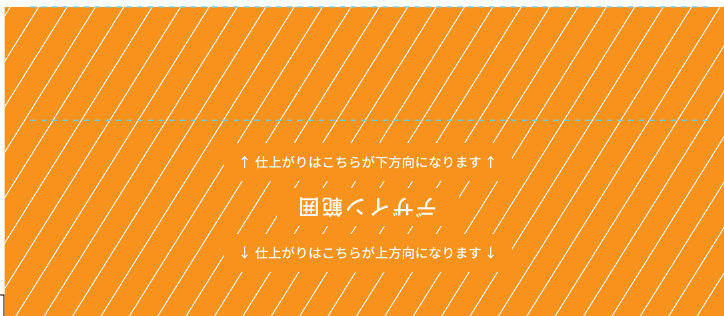 ↑ 仕上がりはこちらが下方向になります ↑
デザイン範囲
↓ 仕上がりはこちらが上方向になります ↓